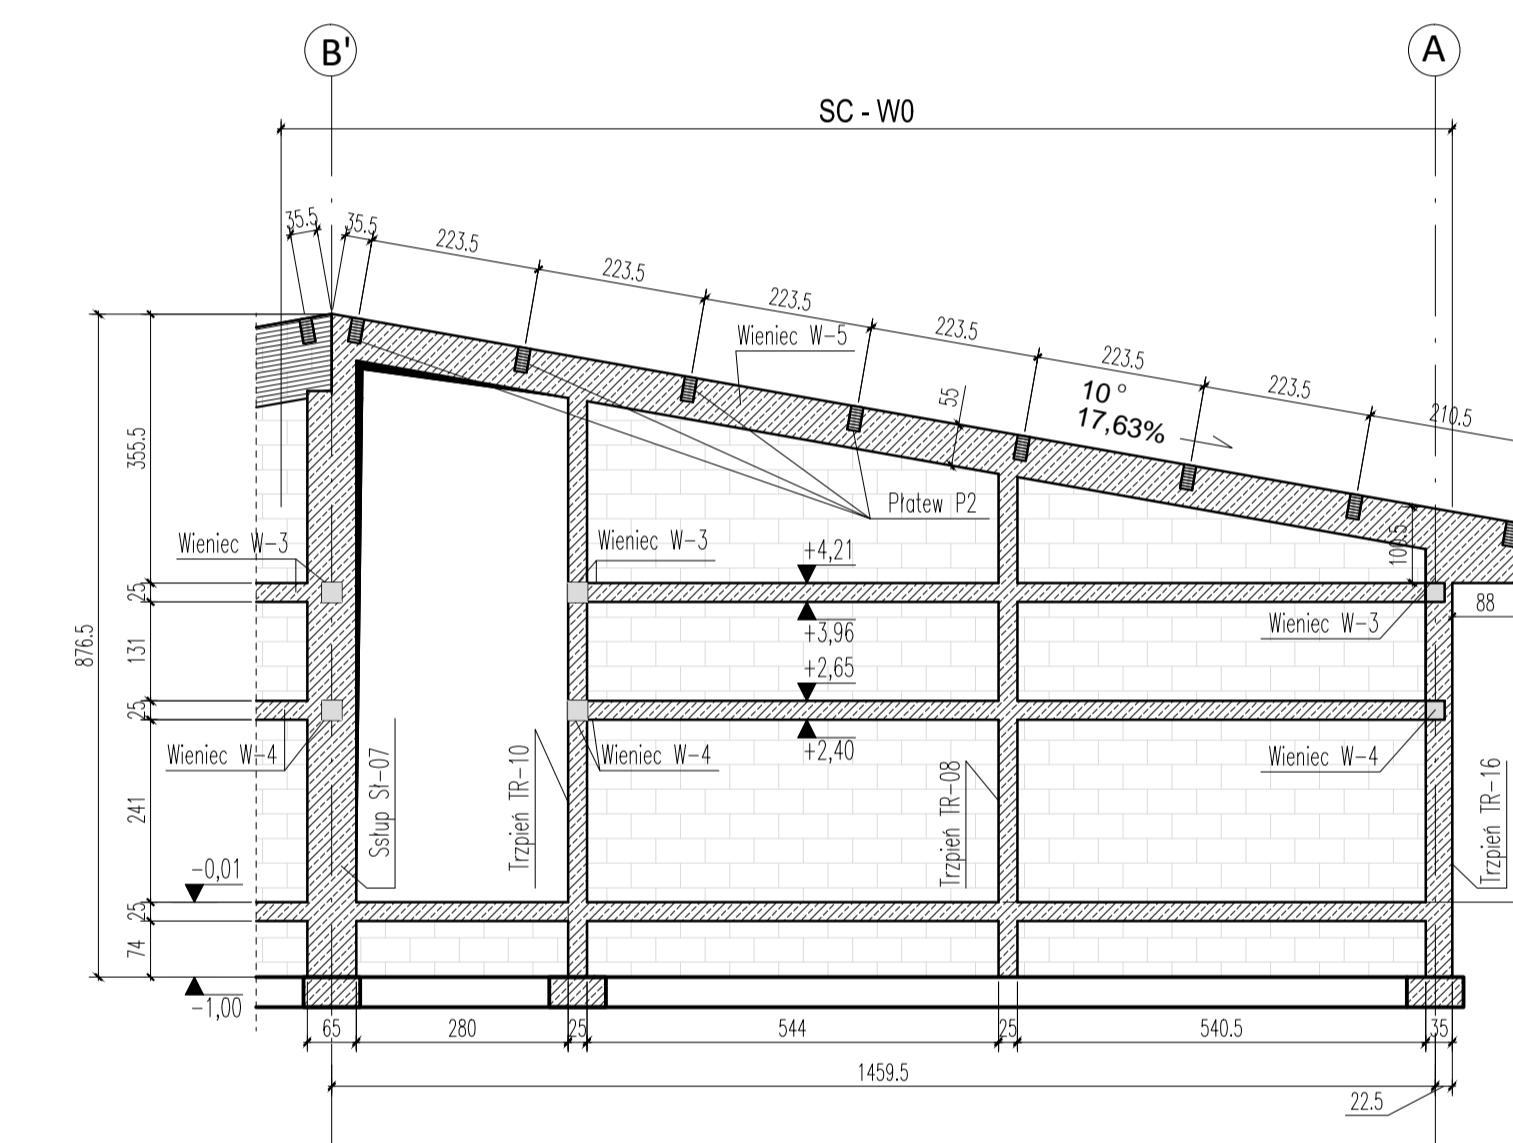 B'
A
SC - W0
35.5
35.5
223.5
223.5
223.5
223.5
223.5
223.5
210.5
Wieniec W-5
10°
17,63%
55
Płatew P2
Wieniec W-3
Wieniec W-3
+4,21
+3,96
+2,65
+2,40
109.5
88
Wieniec W-3
Wieniec W-4
Wieniec W-4
Wieniec W-4
Ssłup Sł-07
Trzpień TR-10
Trzpień TR-08
Trzpień TR-16
876.5
355.5
25
131
25
241
25
74
-0,01
-1,00
65
280
25
544
25
540.5
35
1459.5
22.5